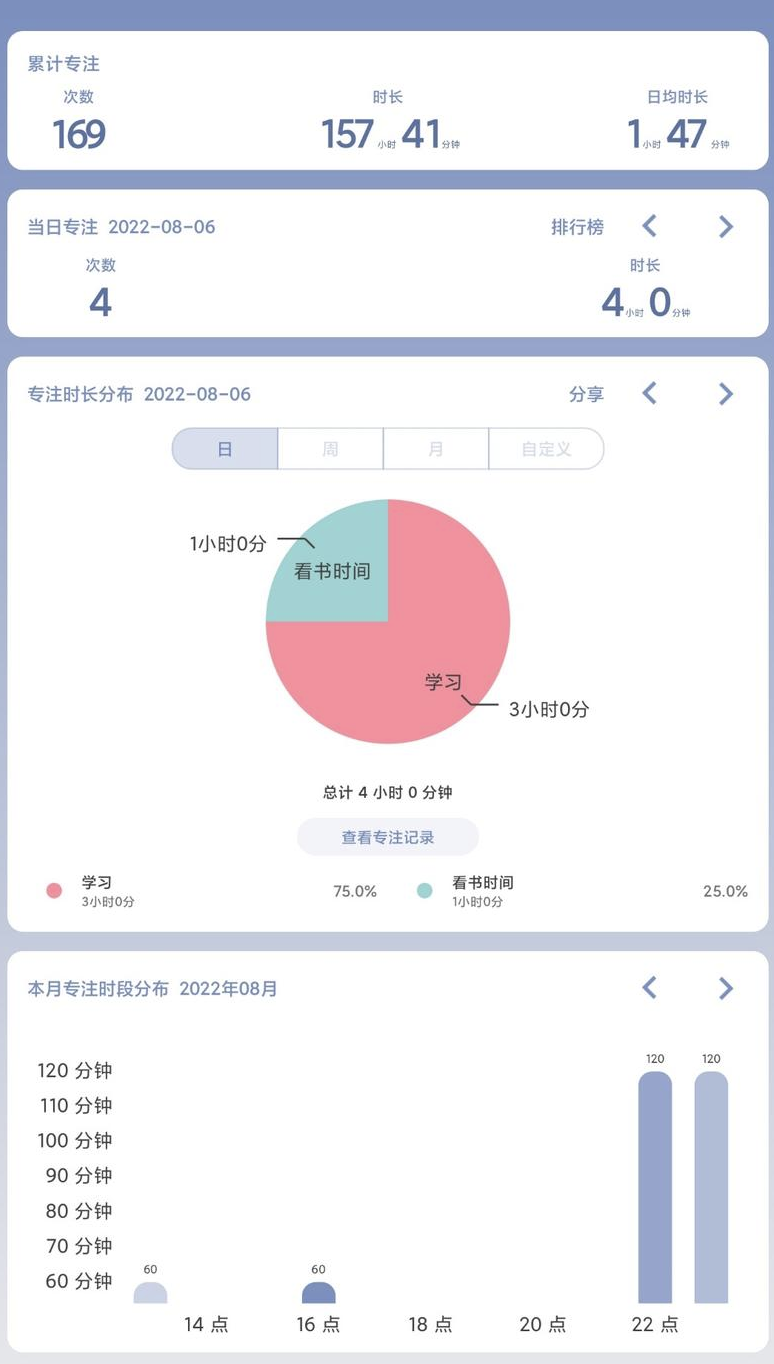 累计专注
次数 时长 日均时长
169 157小时41分钟 1小时47分钟
当日专注 2022-08-06 排行榜
次数 时长
4 4小时0分钟
专注时长分布 2022-08-06 分享
日 周 月 自定义
1小时0分
看书时间
学习
3小时0分
总计 4 小时 0 分钟
查看专注记录
学习 75.0% 看书时间 25.0%
3小时0分 1小时0分
本月专注时段分布 2022年08月
120 120
120 分钟
110 分钟
100 分钟
90 分钟
80 分钟
70 分钟
60 60
60 分钟
14 点 16 点 18 点 20 点 22 点